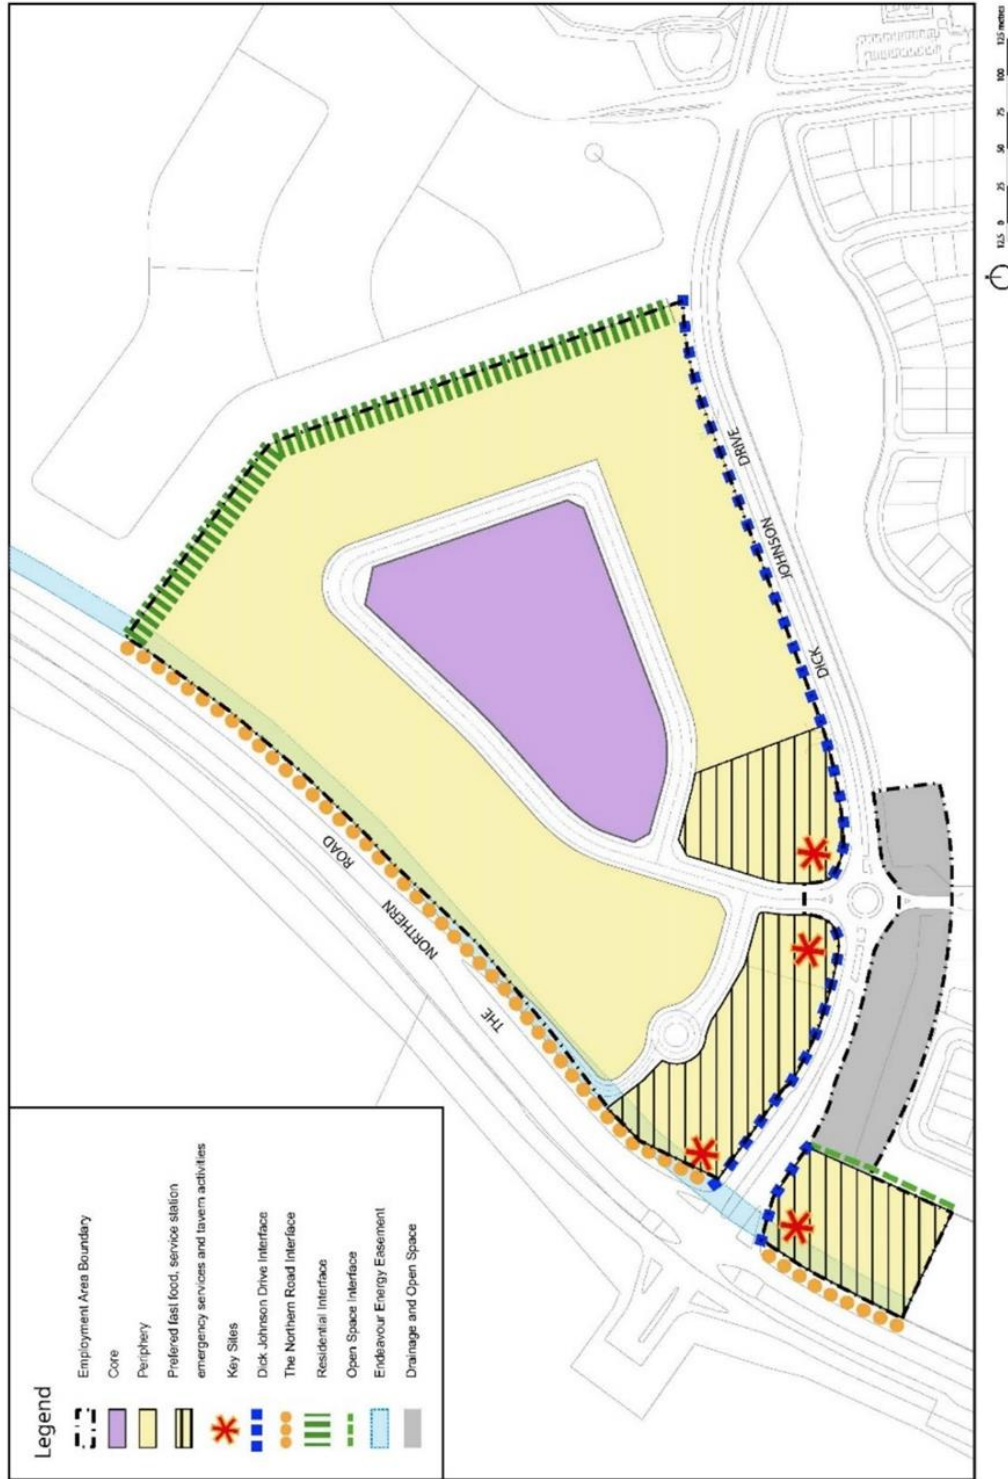 Legend
Employment Area Boundary
Core
Periphery
Prefered fast food, service station
emergency services and tavern activities
Key Sites
Dick Johnson Drive Interface
The Northern Road Interface
Residential Interface
Open Space Interface
Endeavour Energy Easement
Drainage and Open Space
THE NORTHERN ROAD
DICK JOHNSON DRIVE
12.5 0 25 50 75 100 125 metres